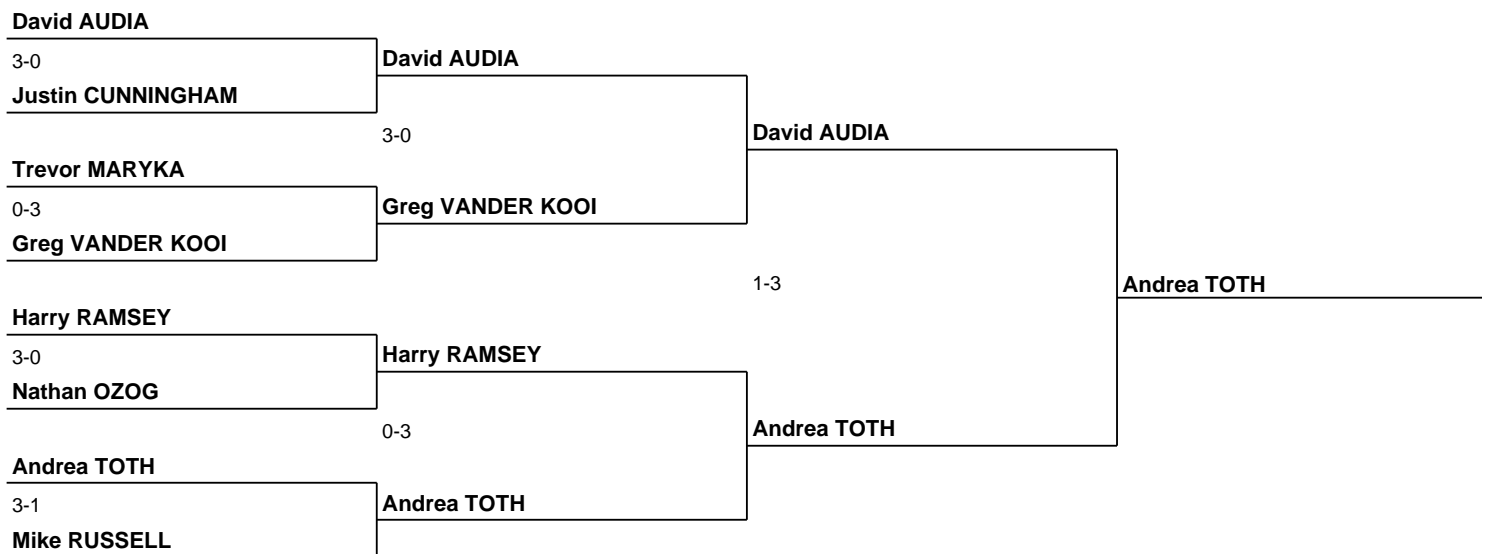 David AUDIA
3-0
David AUDIA
Justin CUNNINGHAM
3-0
David AUDIA
Trevor MARYKA
0-3
Greg VANDER KOOI
Greg VANDER KOOI
1-3
Andrea TOTH
Harry RAMSEY
3-0
Harry RAMSEY
Nathan OZOG
0-3
Andrea TOTH
Andrea TOTH
3-1
Andrea TOTH
Mike RUSSELL